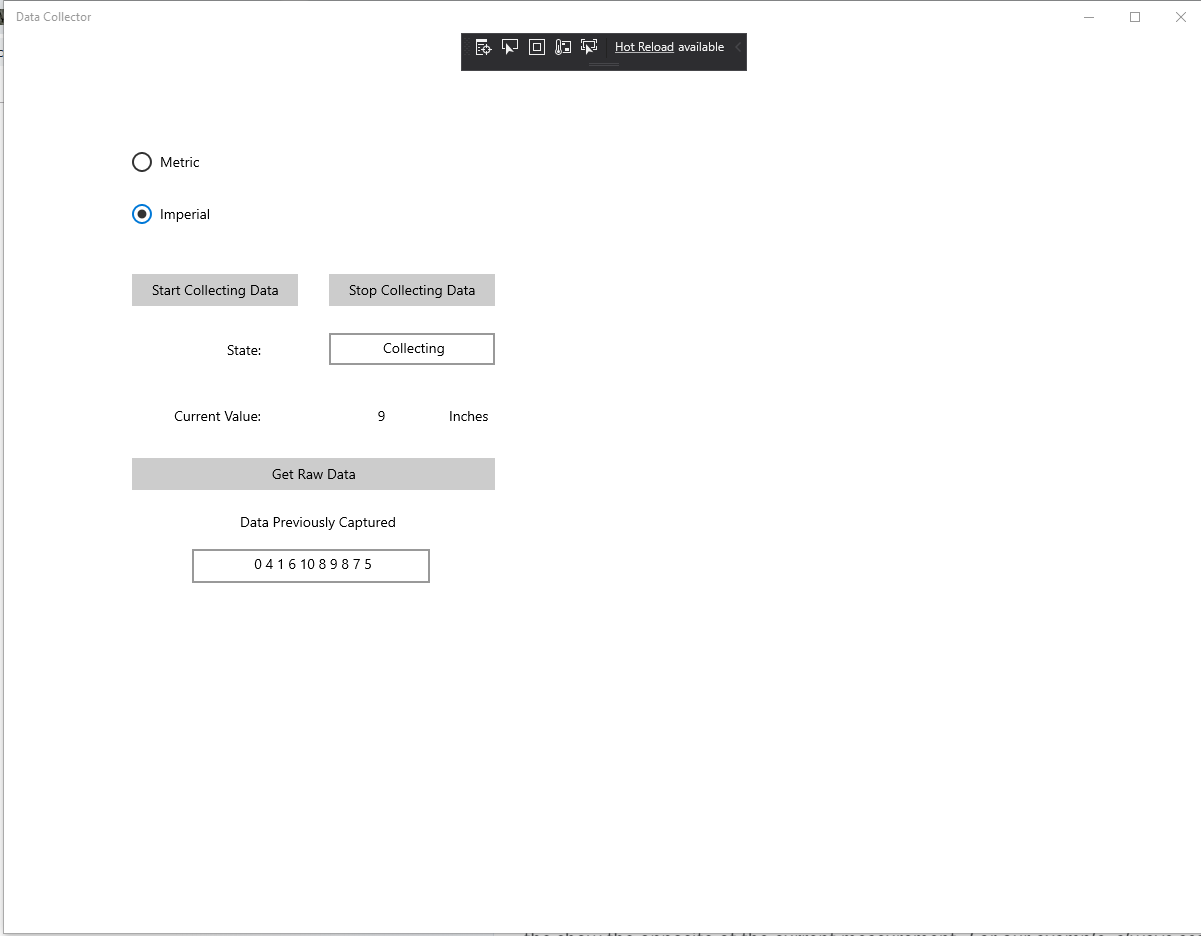 Data Collector
Hot Reload available
Metric
Imperial
Start Collecting Data Stop Collecting Data
State: Collecting
Current Value: 9 Inches
Get Raw Data
Data Previously Captured
0 4 1 6 10 8 9 8 7 5